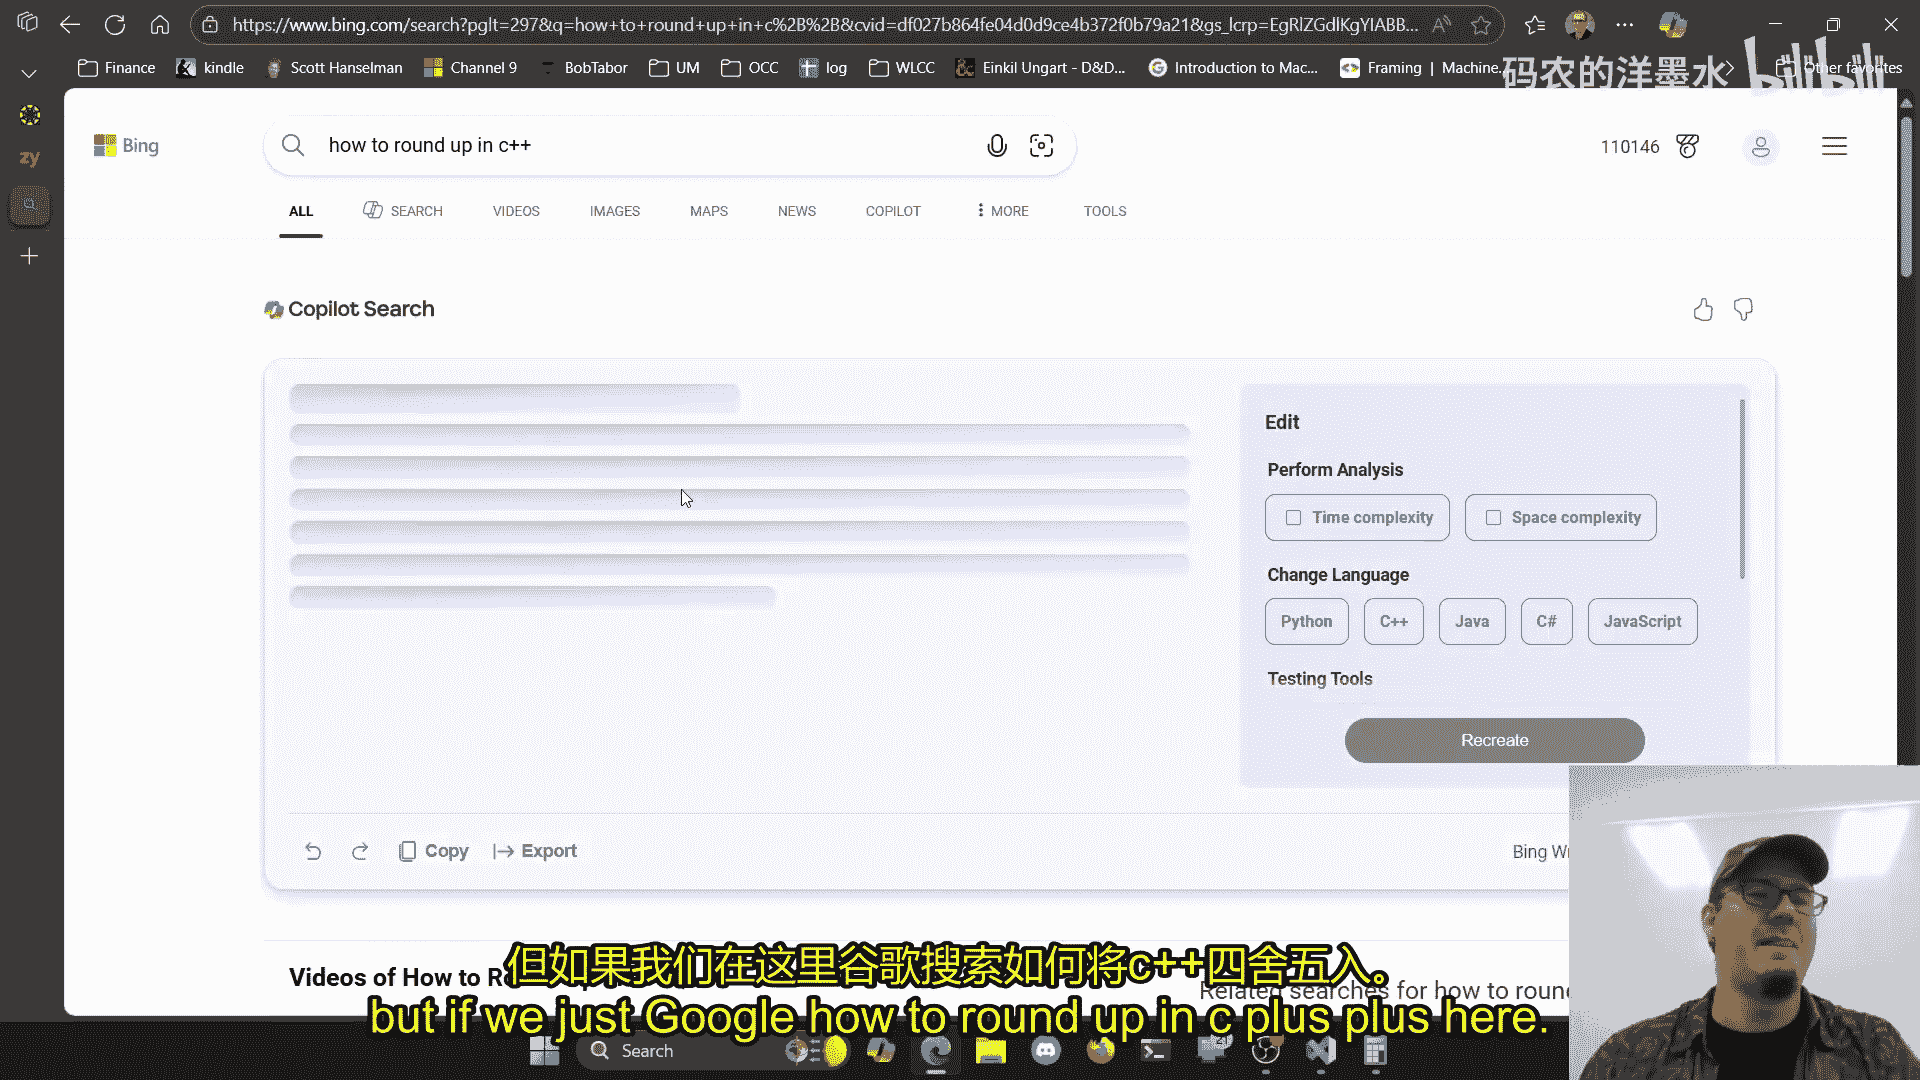 https://www.bing.com/search?pglt=297&q=how+to+round+up+in+c%2B%2B&cvid=df027b864fe04d0d9ce4b372f0b79a21&gs_lcrp=EgRlZGdlKgYIABB...
Finance
kindle
Scott Hanselman
Channel 9
BobTabor
UM
OCC
log
WLCC
Einkil Ungart - D&D...
Introduction to Mac...
Framing | Machine...
Other favorites
码农的洋墨水
bilibili
zy
Bing
how to round up in c++
110146
ALL
SEARCH
VIDEOS
IMAGES
MAPS
NEWS
COPILOT
MORE
TOOLS
Copilot Search
Edit
Perform Analysis
Time complexity
Space complexity
Change Language
Python
C++
Java
C#
JavaScript
Testing Tools
Recreate
Copy
Export
Bing
Videos of How to
Related searches for how to
但如果我们在这里谷歌搜索如何将c++四舍五入。
but if we just Google how to round up in c plus plus here.
Search